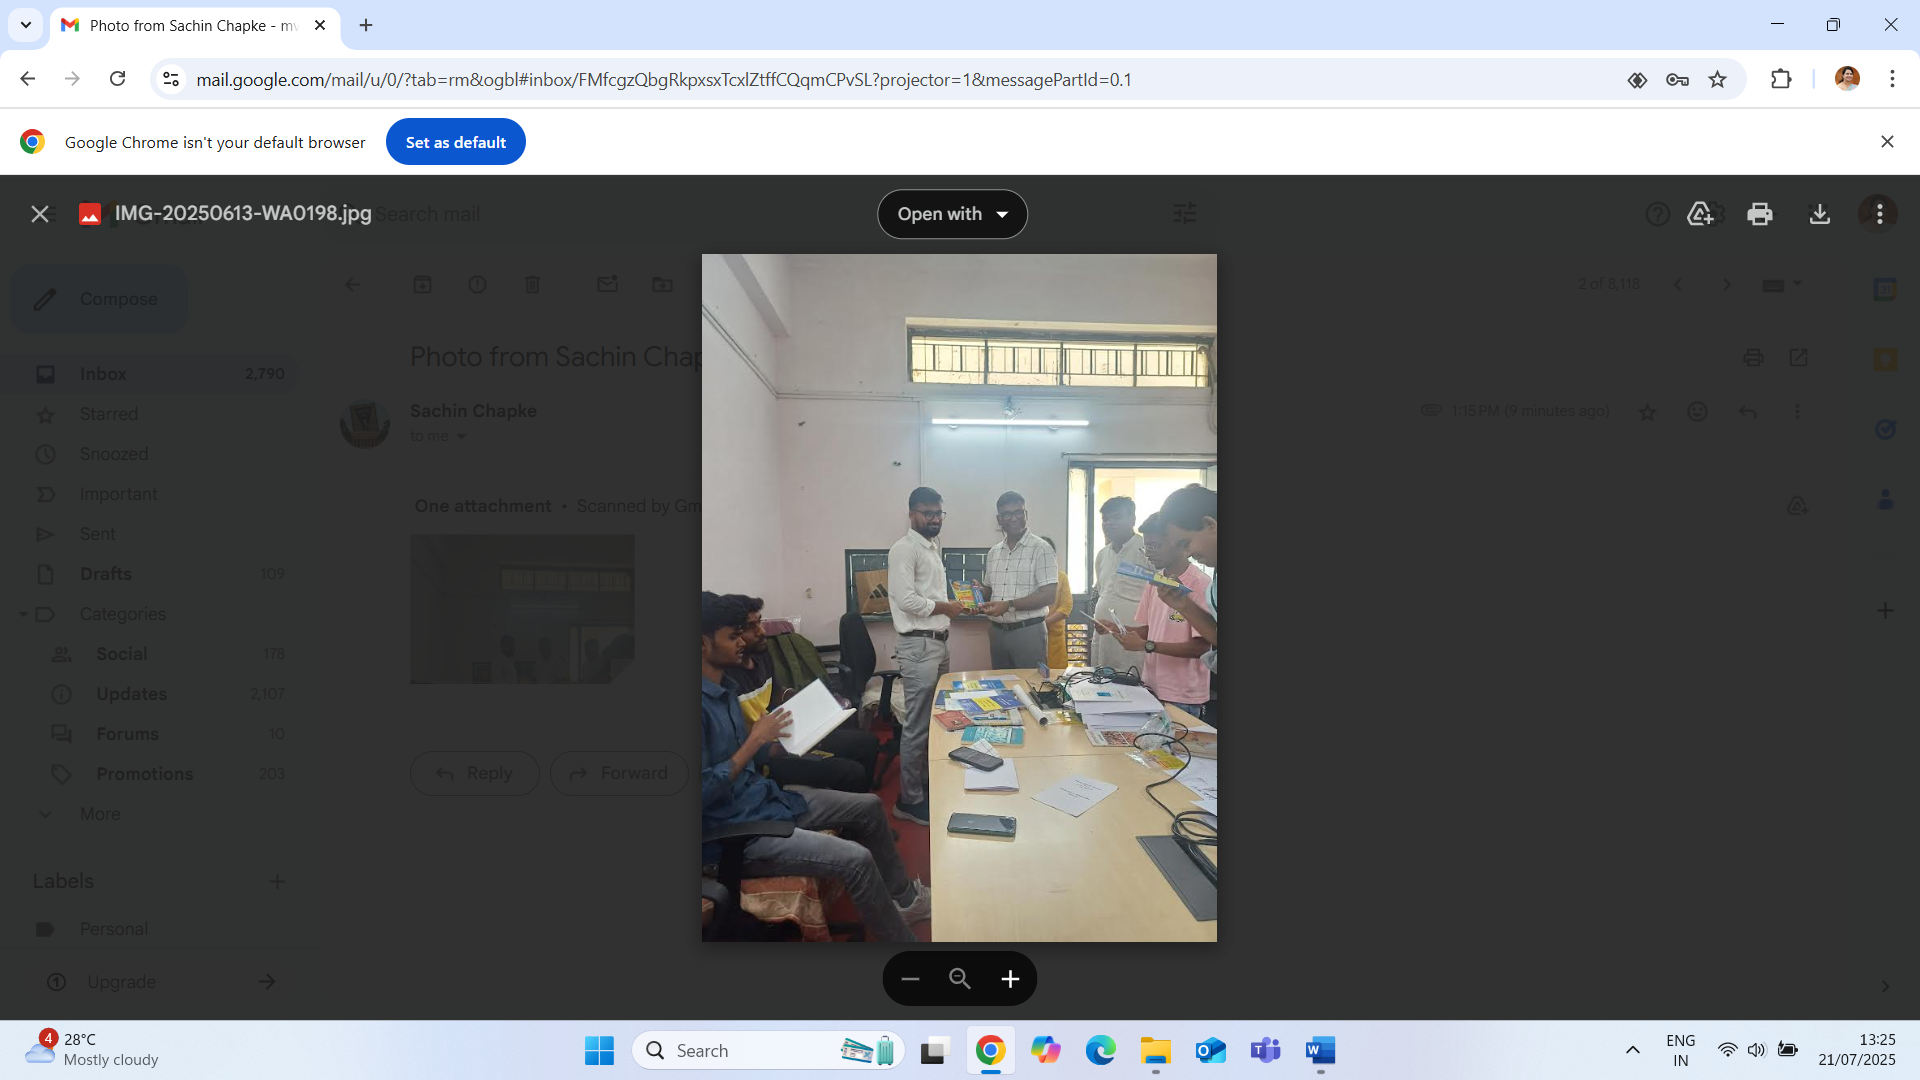 Photo from Sachin Chapke - mv
mail.google.com/mail/u/0/?tab=rm&ogbl#inbox/FMfcgzQbgRkpxsxTcxlZtffCQqmCPvSL?projector=1&messagePartId=0.1
Google Chrome isn't your default browser
Set as default
IMG-20250613-WA0198.jpg
Search mail
Open with
Compose
2 of 8,118
Photo from Sachin Chap
Inbox 2,790
Starred
Sachin Chapke
1:15 PM (9 minutes ago)
to me
Snoozed
Important
One attachment • Scanned by Gm
Sent
Drafts 109
Categories
Social 178
Updates 2,107
Forums 10
Promotions 203
Reply
Forward
More
Labels
Personal
Upgrade
4
28°C
Mostly cloudy
Search
ENG
IN
13:25
21/07/2025